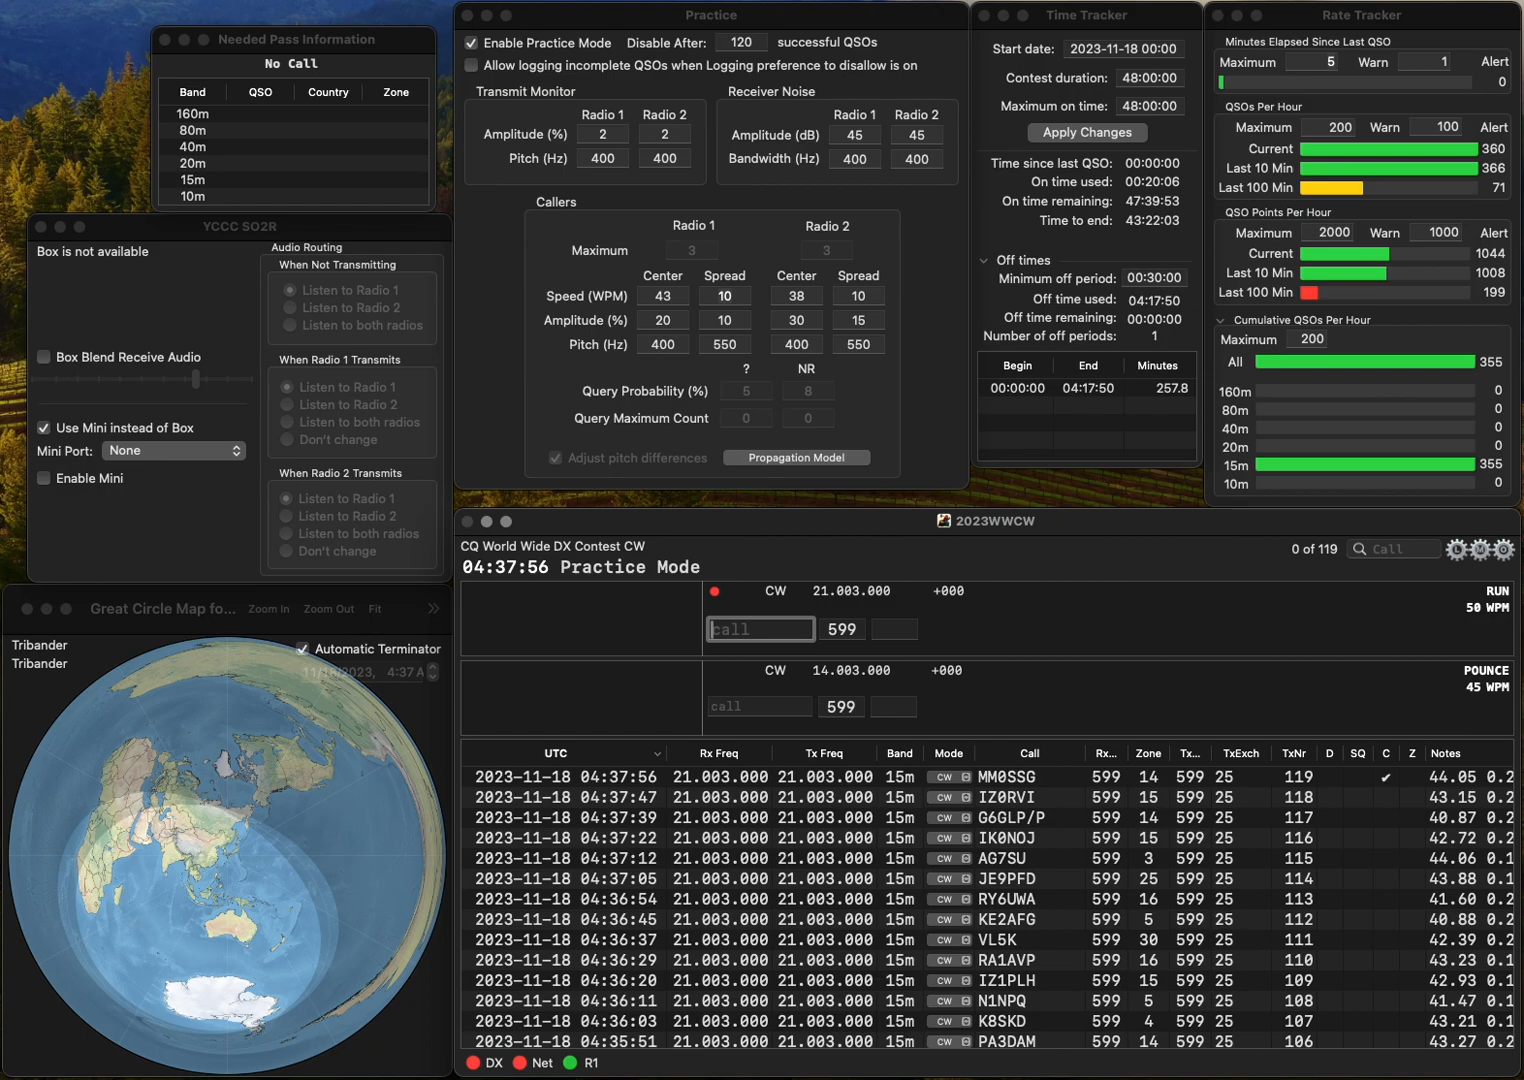 Needed Pass Information
No Call
Band QSO Country Zone
160m
80m
40m
20m
15m
10m
YCCC SO2R
Box is not available
Box Blend Receive Audio
Use Mini instead of Box
Mini Port: None
Enable Mini
Audio Routing
When Not Transmitting
Listen to Radio 1
Listen to Radio 2
Listen to both radios
When Radio 1 Transmits
Listen to Radio 1
Listen to Radio 2
Listen to both radios
Don't change
When Radio 2 Transmits
Listen to Radio 1
Listen to Radio 2
Listen to both radios
Don't change
Great Circle Map fo... Zoom In Zoom Out Fit »
Tribander
Tribander
Automatic Terminator
11/18/2023, 4:37 A
Practice
Enable Practice Mode Disable After: 120 successful QSOs
Allow logging incomplete QSOs when Logging preference to disallow is on
Transmit Monitor
Radio 1 Radio 2
Amplitude (%) 2 2
Pitch (Hz) 400 400
Receiver Noise
Radio 1 Radio 2
Amplitude (dB) 45 45
Bandwidth (Hz) 400 400
Callers
Radio 1 Radio 2
Maximum 3 3
Center Spread Center Spread
Speed (WPM) 43 10 38 10
Amplitude (%) 20 10 30 15
Pitch (Hz) 400 550 400 550
? NR
Query Probability (%) 5 8
Query Maximum Count 0 0
Adjust pitch differences Propagation Model
Time Tracker
Start date: 2023-11-18 00:00
Contest duration: 48:00:00
Maximum on time: 48:00:00
Apply Changes
Time since last QSO: 00:00:00
On time used: 00:20:06
On time remaining: 47:39:53
Time to end: 43:22:03
Off times
Minimum off period: 00:30:00
Off time used: 04:17:50
Off time remaining: 00:00:00
Number of off periods: 1
Begin End Minutes
00:00:00 04:17:50 257.8
Rate Tracker
Minutes Elapsed Since Last QSO
Maximum 5 Warn 1 Alert
0
QSOs Per Hour
Maximum 200 Warn 100 Alert
Current 360
Last 10 Min 366
Last 100 Min 71
QSO Points Per Hour
Maximum 2000 Warn 1000 Alert
Current 1044
Last 10 Min 1008
Last 100 Min 199
Cumulative QSOs Per Hour
Maximum 200
All 355
160m 0
80m 0
40m 0
20m 0
15m 355
10m 0
2023WWCW
CQ World Wide DX Contest CW
0 of 119 Call L M O
04:37:56 Practice Mode
CW 21.003.000 +000 RUN
50 WPM
call 599
CW 14.003.000 +000 POUNCE
45 WPM
call 599
UTC Rx Freq Tx Freq Band Mode Call Rx... Zone Tx... TxExch TxNr D SQ C Z Notes
2023-11-18 04:37:56 21.003.000 21.003.000 15m CW MM0SSG 599 14 599 25 119 ✔ 44.05 0.2
2023-11-18 04:37:47 21.003.000 21.003.000 15m CW IZ0RVI 599 15 599 25 118 43.15 0.2
2023-11-18 04:37:39 21.003.000 21.003.000 15m CW G6GLP/P 599 14 599 25 117 40.87 0.2
2023-11-18 04:37:22 21.003.000 21.003.000 15m CW IK0NOJ 599 15 599 25 116 42.72 0.2
2023-11-18 04:37:12 21.003.000 21.003.000 15m CW AG7SU 599 3 599 25 115 44.06 0.1
2023-11-18 04:37:05 21.003.000 21.003.000 15m CW JE9PFD 599 25 599 25 114 43.88 0.1
2023-11-18 04:36:54 21.003.000 21.003.000 15m CW RY6UWA 599 16 599 25 113 41.60 0.2
2023-11-18 04:36:45 21.003.000 21.003.000 15m CW KE2AFG 599 5 599 25 112 40.88 0.1
2023-11-18 04:36:37 21.003.000 21.003.000 15m CW VL5K 599 30 599 25 111 42.39 0.2
2023-11-18 04:36:29 21.003.000 21.003.000 15m CW RA1AVP 599 16 599 25 110 43.23 0.1
2023-11-18 04:36:20 21.003.000 21.003.000 15m CW IZ1PLH 599 15 599 25 109 42.93 0.1
2023-11-18 04:36:11 21.003.000 21.003.000 15m CW N1NPQ 599 5 599 25 108 41.47 0.1
2023-11-18 04:36:03 21.003.000 21.003.000 15m CW K8SKD 599 4 599 25 107 43.21 0.1
2023-11-18 04:35:51 21.003.000 21.003.000 15m CW PA3DAM 599 14 599 25 106 43.27 0.1
DX Net R1